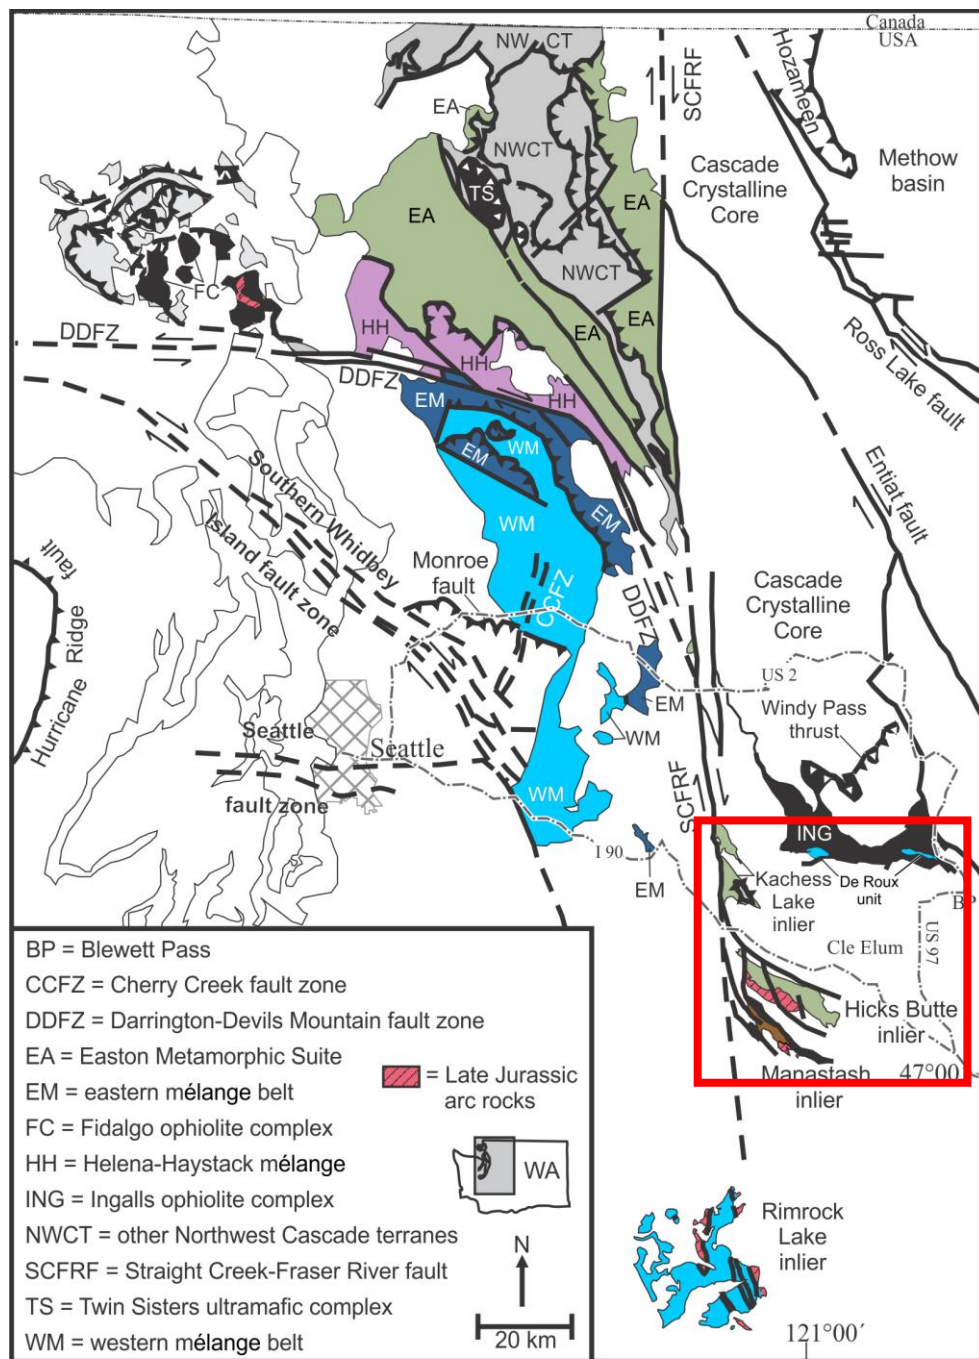 Canada
USA
NW CT
SCFRF
Hozameen
EA
NWCT
Cascade
Crystalline
Core
Methow
basin
TS
EA
EA
NWCT
FC
HH
EA
EA
DDFZ
DDFZ
HH
HH
Ross Lake fault
EM
WM
EM
Southern Whidbey
Island fault zone
WM
EM
Entiat fault
Monroe
fault
CCFZ
DDFZ
Cascade
Crystalline
Core
Hurricane Ridge fault
US 2
EM
Windy Pass
thrust
WM
Seattle
Seattle
fault zone
WM
SCFRF
ING
I 90
EM
Kachess
Lake
inlier
De Roux
unit
BP
US 97
Cle Elum
Hicks Butte
inlier
Manastash
inlier
47°00
BP = Blewett Pass
CCFZ = Cherry Creek fault zone
DDFZ = Darrington-Devils Mountain fault zone
EA = Easton Metamorphic Suite
EM = eastern mélange belt
FC = Fidalgo ophiolite complex
HH = Helena-Haystack mélange
ING = Ingalls ophiolite complex
NWCT = other Northwest Cascade terranes
SCFRF = Straight Creek-Fraser River fault
TS = Twin Sisters ultramafic complex
WM = western mélange belt
= Late Jurassic
arc rocks
WA
N
20 km
Rimrock
Lake
inlier
121°00´